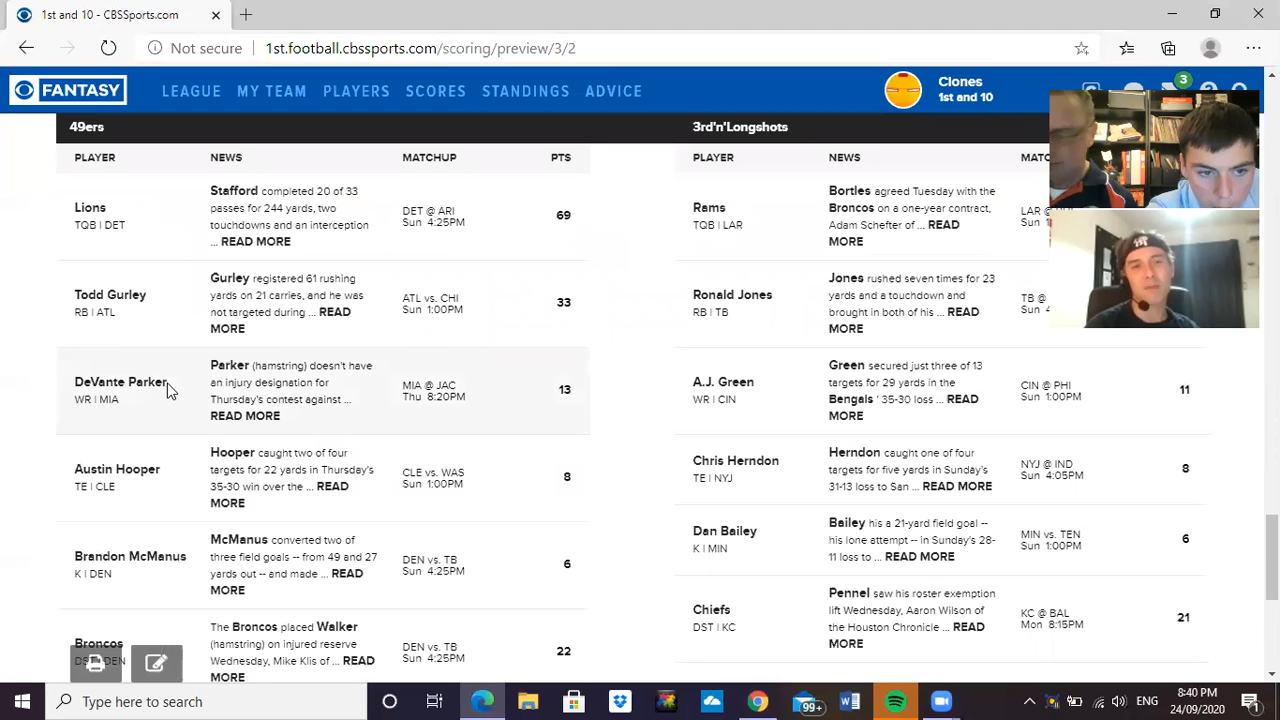 1st and 10 - CBSSports.com
Not secure 1st.football.cbssports.com/scoring/preview/3/2
FANTASY LEAGUE MY TEAM PLAYERS SCORES STANDINGS ADVICE
Clones
1st and 10
3
49ers
PLAYER NEWS MATCHUP PTS
Lions
TQB | DET
Stafford completed 20 of 33
passes for 244 yards, two
touchdowns and an interception
... READ MORE
DET @ ARI
Sun 4:25PM
69
Todd Gurley
RB | ATL
Gurley registered 61 rushing
yards on 21 carries, and he was
not targeted during ... READ
MORE
ATL vs. CHI
Sun 1:00PM
33
DeVante Parker
WR | MIA
Parker (hamstring) doesn't have
an injury designation for
Thursday's contest against ...
READ MORE
MIA @ JAC
Thu 8:20PM
13
Austin Hooper
TE | CLE
Hooper caught two of four
targets for 22 yards in Thursday's
35-30 win over the ... READ
MORE
CLE vs. WAS
Sun 1:00PM
8
Brandon McManus
K | DEN
McManus converted two of
three field goals -- from 49 and 27
yards out -- and made ... READ
MORE
DEN vs. TB
Sun 4:25PM
6
Broncos
DST | DEN
The Broncos placed Walker
(hamstring) on injured reserve
Wednesday, Mike Klis of ... READ
MORE
DEN vs. TB
Sun 4:25PM
22
3rd'n'Longshots
PLAYER NEWS
Rams
TQB | LAR
Bortles agreed Tuesday with the
Broncos on a one-year contract,
Adam Schefter of ... READ
MORE
LAR @
Sun
Ronald Jones
RB | TB
Jones rushed seven times for 23
yards and a touchdown and
brought in both of his ... READ
MORE
TB @
Sun
A.J. Green
WR | CIN
Green secured just three of 13
targets for 29 yards in the
Bengals ' 35-30 loss ... READ
MORE
CIN @ PHI
Sun 1:00PM
11
Chris Herndon
TE | NYJ
Herndon caught one of four
targets for five yards in Sunday's
31-13 loss to San ... READ MORE
NYJ @ IND
Sun 4:05PM
8
Dan Bailey
K | MIN
Bailey his a 21-yard field goal --
his lone attempt -- in Sunday's 28-
11 loss to ... READ MORE
MIN vs. TEN
Sun 1:00PM
6
Chiefs
DST | KC
Pennel saw his roster exemption
lift Wednesday, Aaron Wilson of
the Houston Chronicle ... READ
MORE
KC @ BAL
Mon 8:15PM
21
Type here to search
99+
ENG
8:40 PM
24/09/2020
1